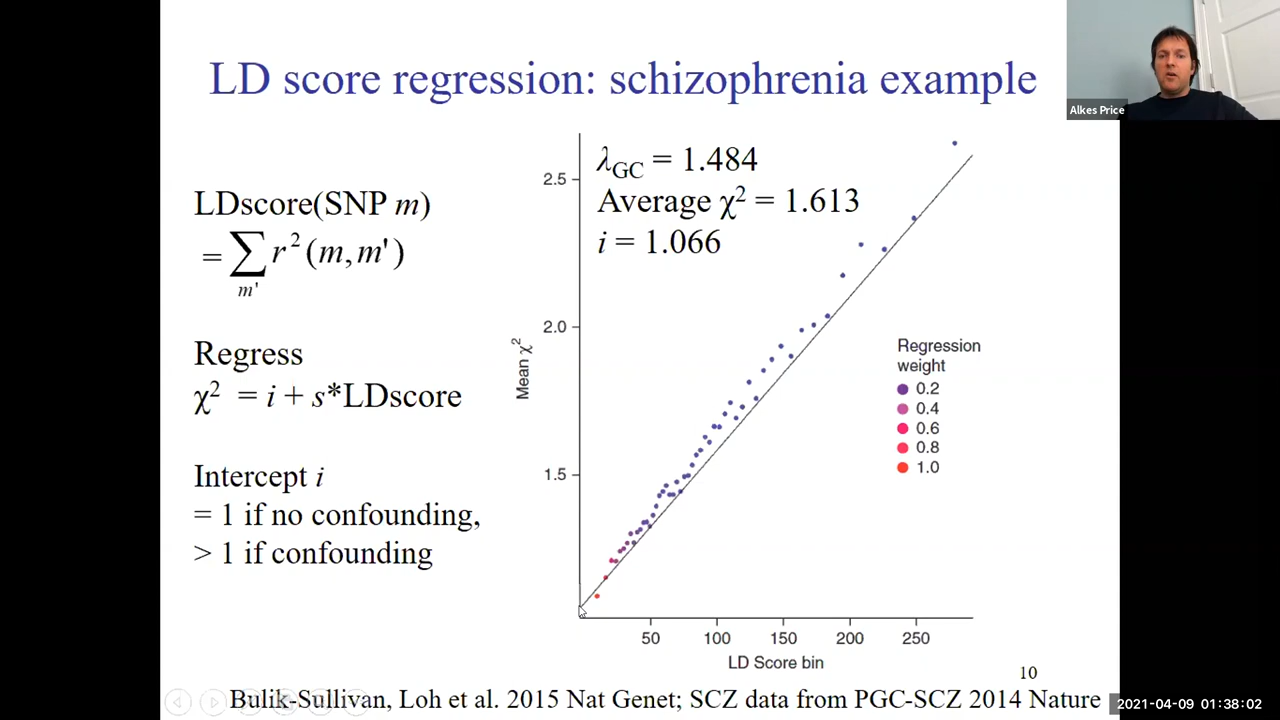 LD score regression: schizophrenia example
Alkes Price
LDscore(SNP m)
= ∑ r² (m,m')
m'
Regress
χ² = i + s*LDscore
Intercept i
= 1 if no confounding,
> 1 if confounding
λGC = 1.484
Average χ² = 1.613
i = 1.066
Mean χ²
2.5
2.0
1.5
50 100 150 200 250
LD Score bin
Regression
weight
0.2
0.4
0.6
0.8
1.0
10
Bulik-Sullivan, Loh et al. 2015 Nat Genet; SCZ data from PGC-SCZ 2014 Nature
2021-04-09 01:38:02